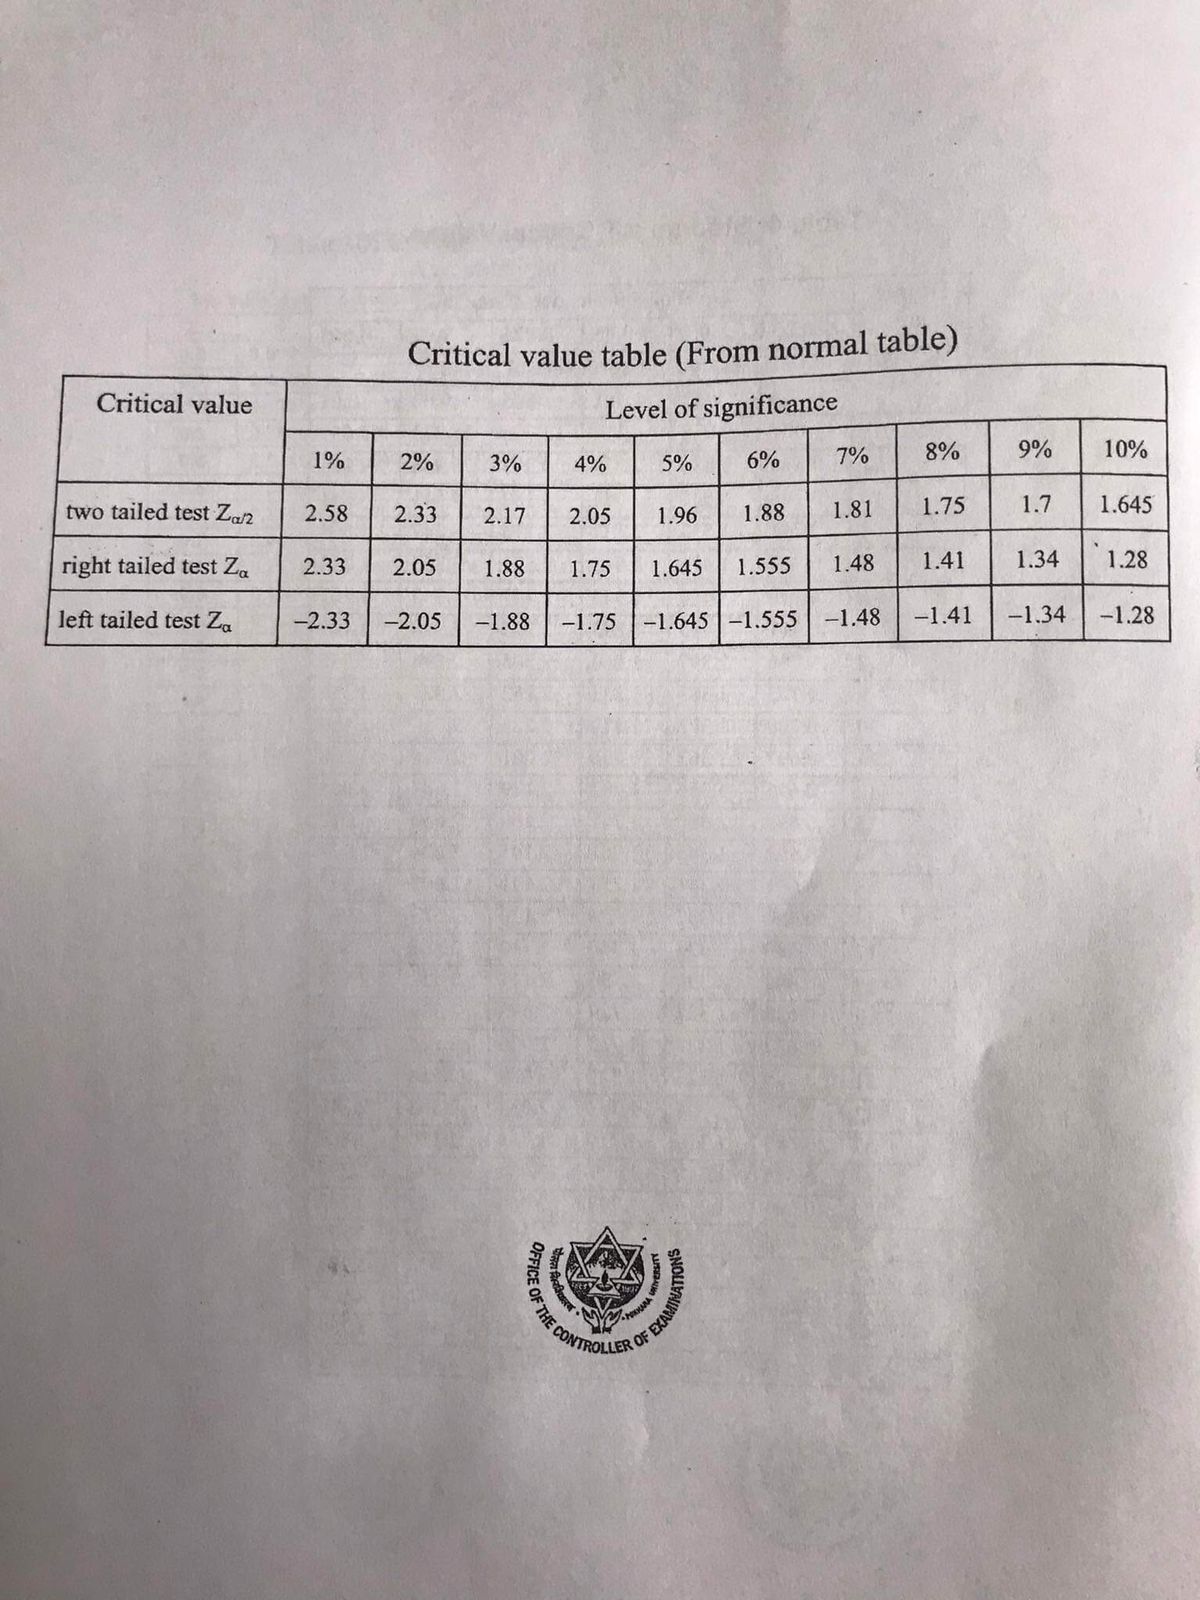 Critical value table (From normal table)
Critical value Level of significance
1% 2% 3% 4% 5% 6% 7% 8% 9% 10%
two tailed test Zα/2 2.58 2.33 2.17 2.05 1.96 1.88 1.81 1.75 1.7 1.645
right tailed test Zα 2.33 2.05 1.88 1.75 1.645 1.555 1.48 1.41 1.34 1.28
left tailed test Zα –2.33 –2.05 –1.88 –1.75 –1.645 –1.555 –1.48 –1.41 –1.34 –1.28
पोखरा विश्वविद्यालय
POKHARA UNIVERSITY
OFFICE OF THE CONTROLLER OF EXAMINATIONS